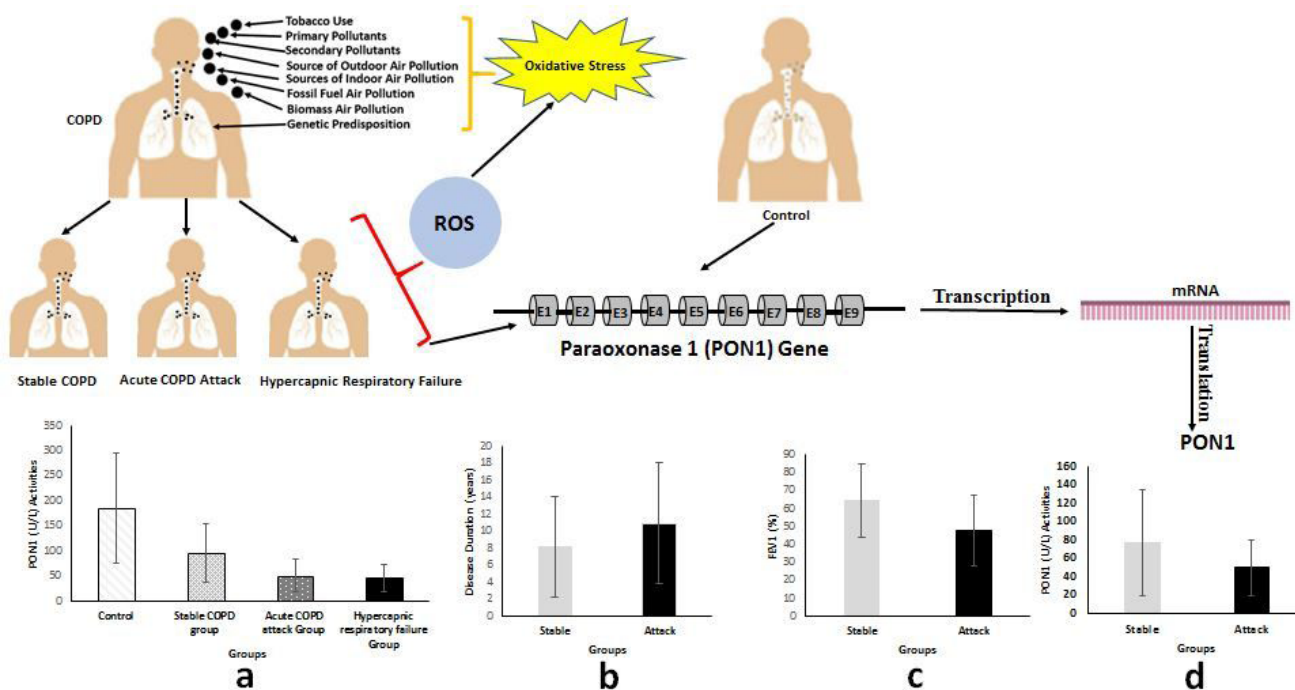 Tobacco Use
Primary Pollutants
Secondary Pollutants
Source of Outdoor Air Pollution
Sources of Indoor Air Pollution
Fossil Fuel Air Pollution
Biomass Air Pollution
Genetic Predisposition
COPD
Oxidative Stress
ROS
Control
Stable COPD
Acute COPD Attack
Hypercapnic Respiratory Failure
E1 E2 E3 E4 E5 E6 E7 E8 E9
Paraoxonase 1 (PON1) Gene
Transcription
mRNA
Translation
PON1
PON1 (U/L) Activities
350
300
250
200
150
100
50
0
Control
Stable COPD group
Acute COPD attack Group
Hypercapnic respiratory failure Group
Groups
a
Disease Duration (years)
20
18
16
14
12
10
8
6
4
2
0
Stable
Attack
Groups
b
FEV1 (%)
90
80
70
60
50
40
30
20
10
0
Stable
Attack
Groups
c
PON1 (U/L) Activities
160
140
120
100
80
60
40
20
0
Stable
Attack
Groups
d